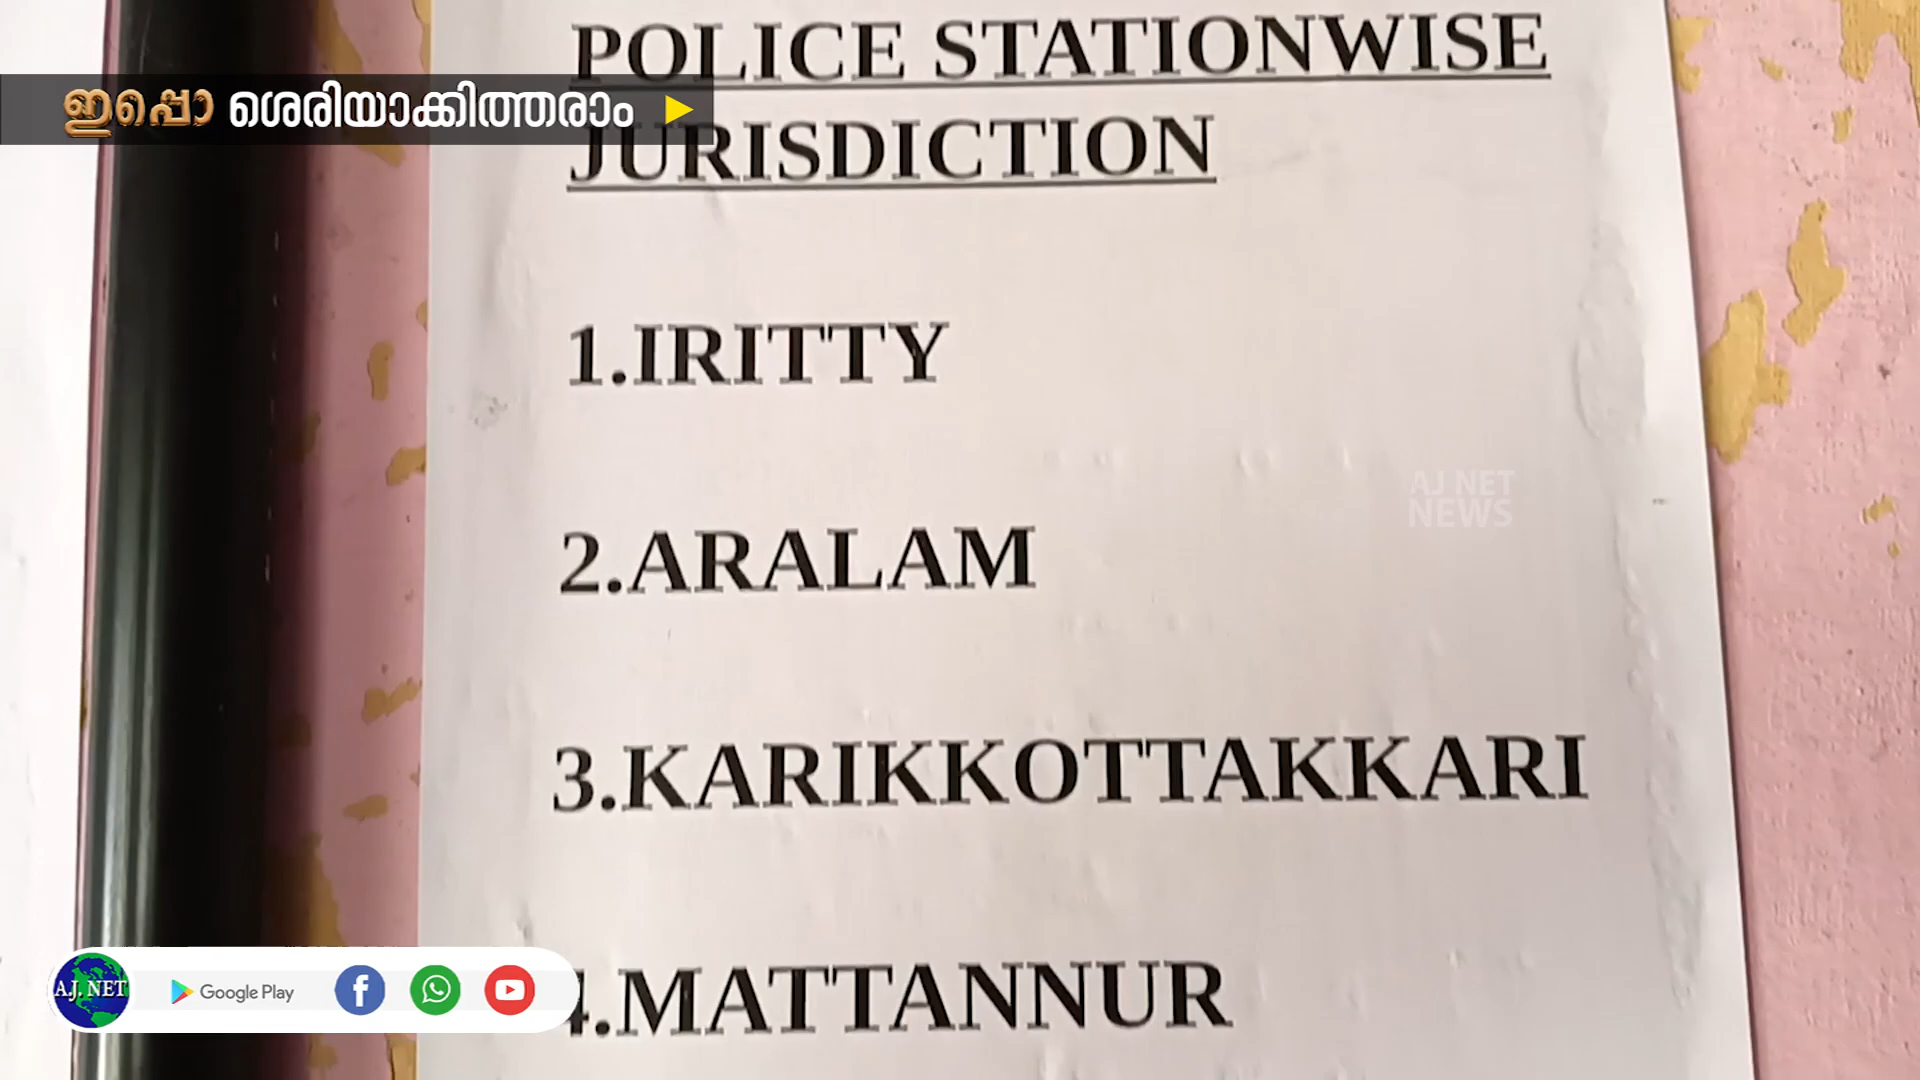 POLICE STATIONWISE
ഇപ്പൊ ശെരിയാക്കിത്തരാം
JURISDICTION
1.IRITTY
AJ NET
NEWS
2.ARALAM
3.KARIKKOTTAKKARI
4.MATTANNUR
A.J. NET
Google Play